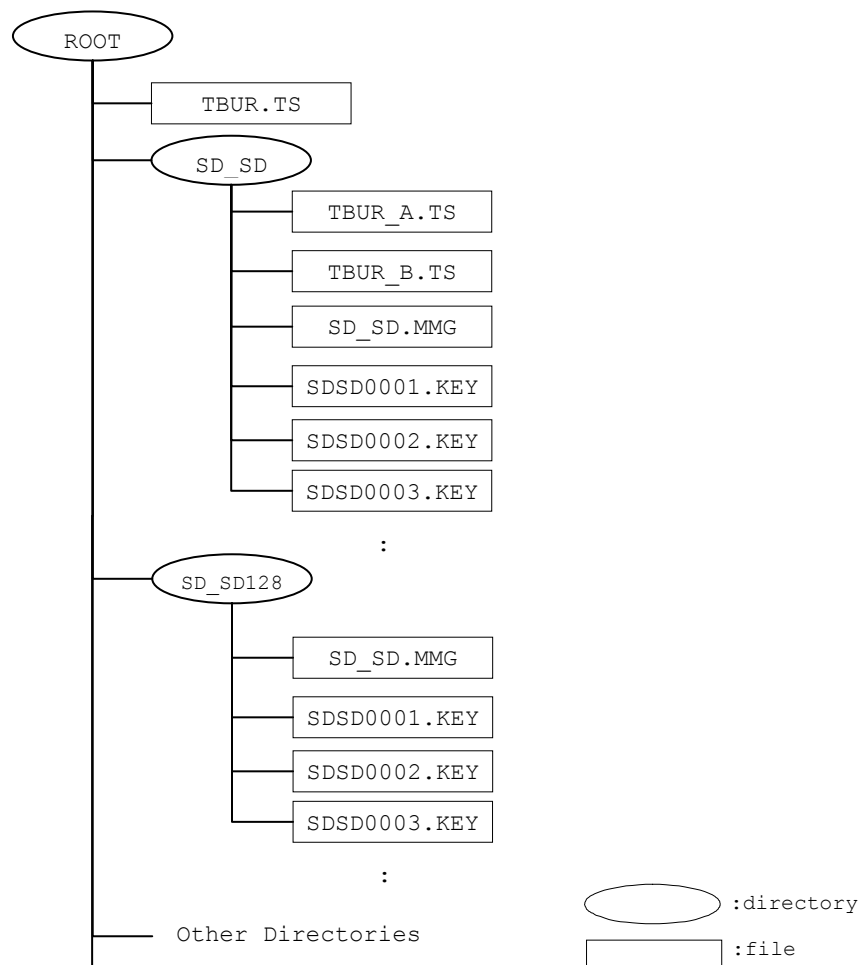 ROOT
TBUR.TS
SD_SD
TBUR_A.TS
TBUR_B.TS
SD_SD.MMG
SDSD0001.KEY
SDSD0002.KEY
SDSD0003.KEY
:
SD_SD128
SD_SD.MMG
SDSD0001.KEY
SDSD0002.KEY
SDSD0003.KEY
:
Other Directories
:directory
:file